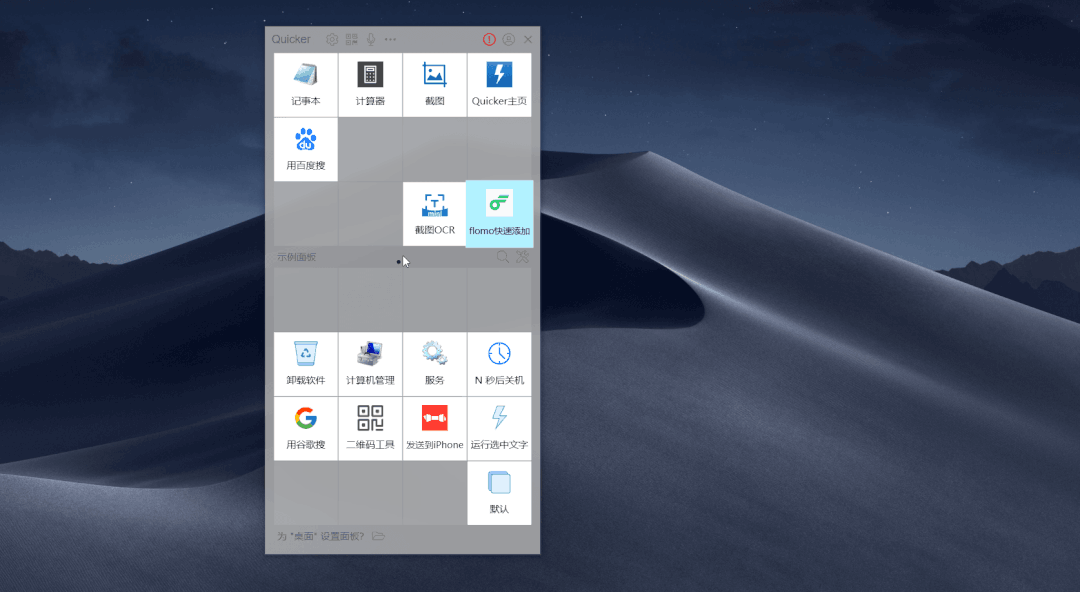 Quicker
记事本 计算器 截图 Quicker主页
du
用百度搜
T
mini
截图OCR flomo快速添加
示例面板
卸载软件 计算机管理 服务 N 秒后关机
用谷歌搜 二维码工具 发送到iPhone 运行选中文字
默认
为 "桌面" 设置面板?